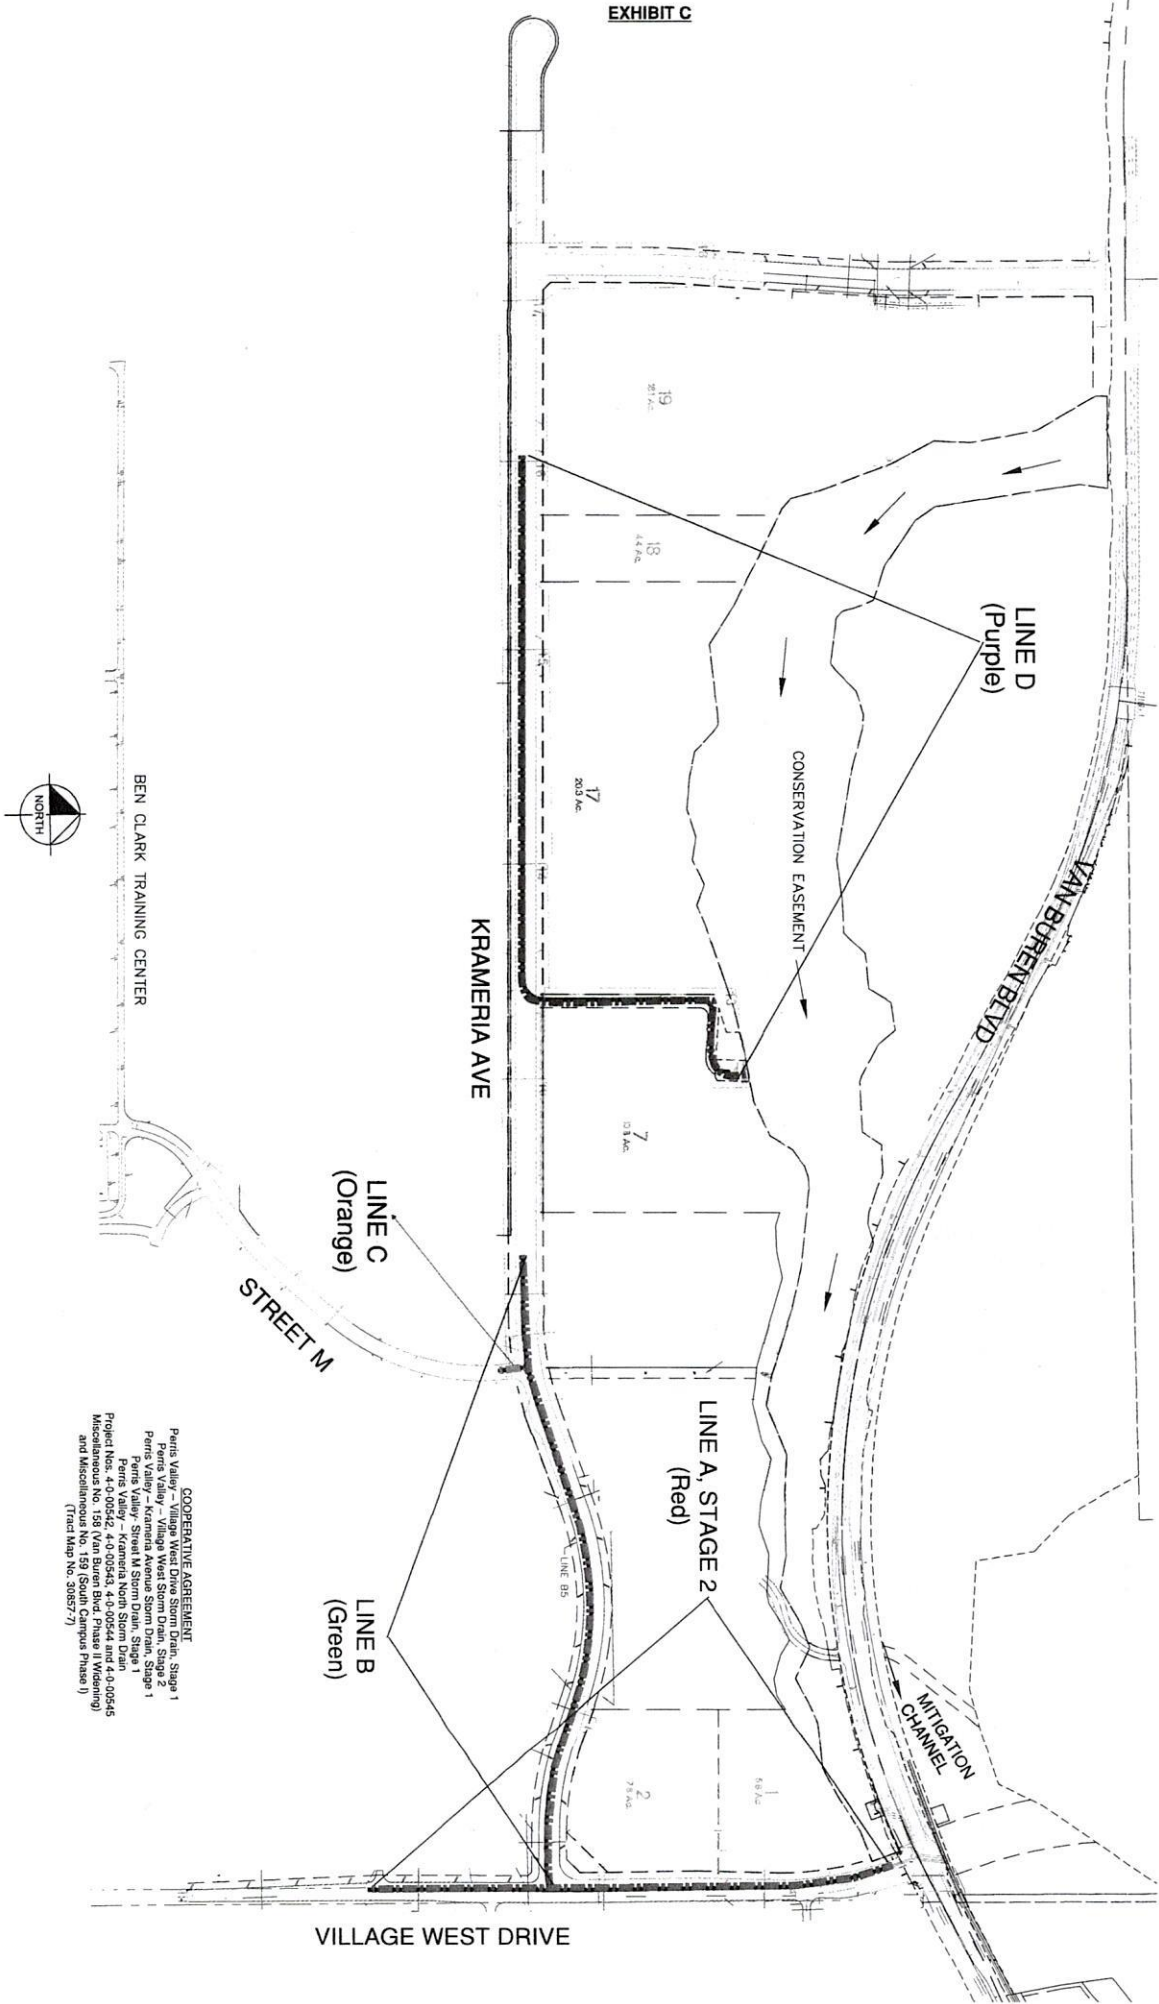 EXHIBIT C
19
18
17
20.3 Ac.
7
2
1
LINE D
(Purple)
CONSERVATION EASEMENT
VAN BUREN BLVD
KRAMERIA AVE
BEN CLARK TRAINING CENTER
NORTH
LINE C
(Orange)
STREET M
LINE A, STAGE 2
(Red)
LINE B5
LINE B
(Green)
MITIGATION
CHANNEL
VILLAGE WEST DRIVE
COOPERATIVE AGREEMENT
Perris Valley – Village West Drive Storm Drain, Stage 1
Perris Valley – Village West Storm Drain, Stage 2
Perris Valley – Krameria Avenue Storm Drain, Stage 1
Perris Valley- Street M Storm Drain, Stage 1
Perris Valley – Krameria North Storm Drain
Project Nos. 4-0-00542, 4-0-00543, 4-0-00544 and 4-0-00545
Miscellaneous No. 158 (Van Buren Blvd. Phase II Widening)
and Miscellaneous No. 159 (South Campus Phase I)
(Tract Map No. 30857-7)